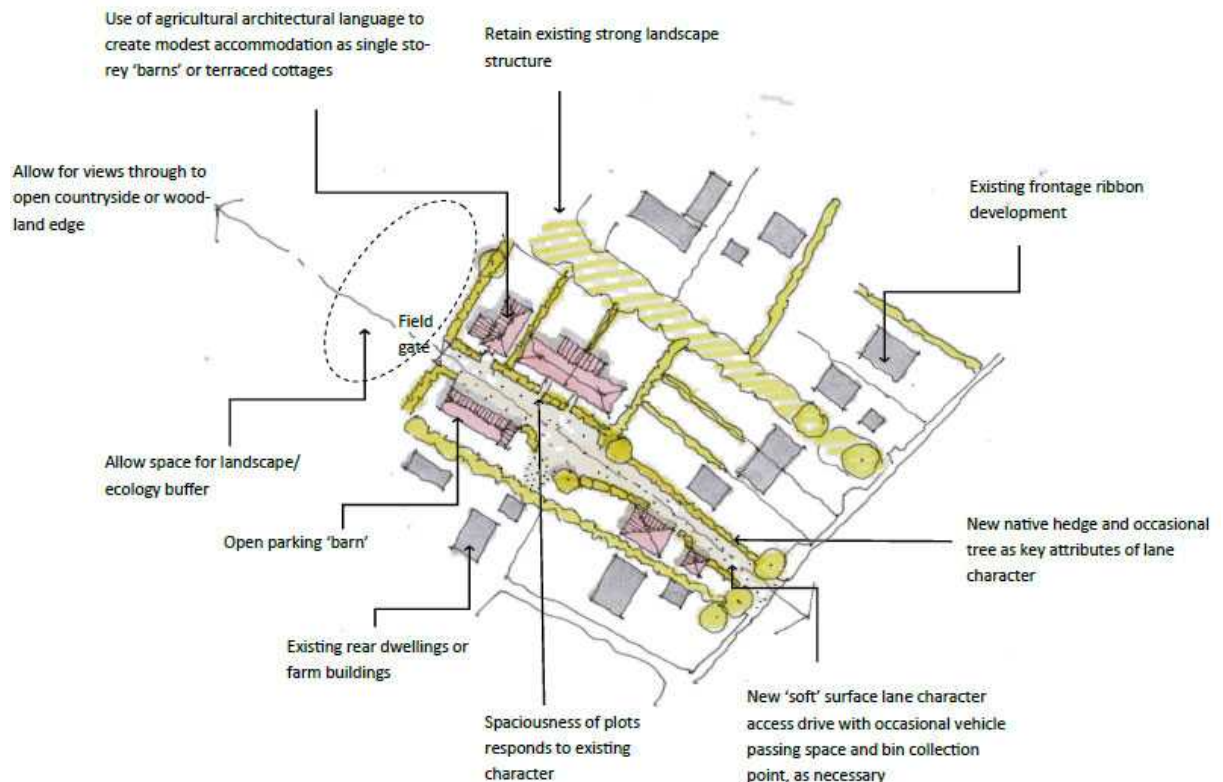 Use of agricultural architectural language to
create modest accommodation as single sto-
rey ‘barns’ or terraced cottages
Retain existing strong landscape
structure
Allow for views through to
open countryside or wood-
land edge
Existing frontage ribbon
development
Field
gate
Allow space for landscape/
ecology buffer
Open parking ‘barn’
New native hedge and occasional
tree as key attributes of lane
character
Existing rear dwellings or
farm buildings
Spaciousness of plots
responds to existing
character
New ‘soft’ surface lane character
access drive with occasional vehicle
passing space and bin collection
point, as necessary